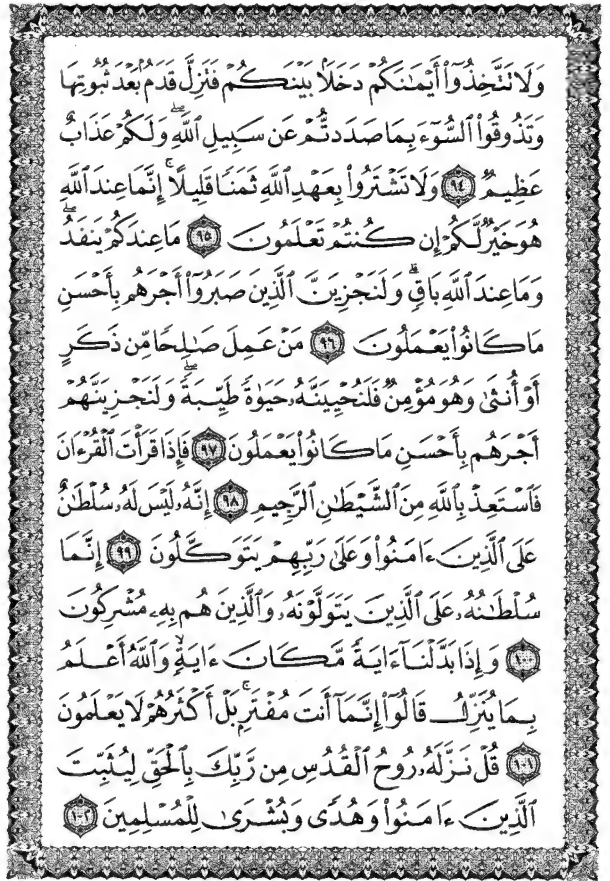 وَلَا تَتَّخِذُوٓا۟ أَيْمَٰنَكُمْ دَخَلًۢا بَيْنَكُمْ فَتَزِلَّ قَدَمٌۢ بَعْدَ ثُبُوتِهَا
وَتَذُوقُوا۟ ٱلسُّوٓءَ بِمَا صَدَدتُّمْ عَن سَبِيلِ ٱللَّهِ ۖ وَلَكُمْ عَذَابٌ
عَظِيمٌ ﴿٩٤﴾ وَلَا تَشْتَرُوا۟ بِعَهْدِ ٱللَّهِ ثَمَنًا قَلِيلًا ۚ إِنَّمَا عِندَ ٱللَّهِ
هُوَ خَيْرٌ لَّكُمْ إِن كُنتُمْ تَعْلَمُونَ ﴿٩٥﴾ مَا عِندَكُمْ يَنفَدُ ۖ
وَمَا عِندَ ٱللَّهِ بَاقٍ ۗ وَلَنَجْزِيَنَّ ٱلَّذِينَ صَبَرُوٓا۟ أَجْرَهُم بِأَحْسَنِ
مَا كَانُوا۟ يَعْمَلُونَ ﴿٩٦﴾ مَنْ عَمِلَ صَٰلِحًا مِّن ذَكَرٍ
أَوْ أُنثَىٰ وَهُوَ مُؤْمِنٌ فَلَنُحْيِيَنَّهُۥ حَيَوٰةً طَيِّبَةً ۖ وَلَنَجْزِيَنَّهُمْ
أَجْرَهُم بِأَحْسَنِ مَا كَانُوا۟ يَعْمَلُونَ ﴿٩٧﴾ فَإِذَا قَرَأْتَ ٱلْقُرْءَانَ
فَٱسْتَعِذْ بِٱللَّهِ مِنَ ٱلشَّيْطَٰنِ ٱلرَّجِيمِ ﴿٩٨﴾ إِنَّهُۥ لَيْسَ لَهُۥ سُلْطَٰنٌ
عَلَى ٱلَّذِينَ ءَامَنُوا۟ وَعَلَىٰ رَبِّهِمْ يَتَوَكَّلُونَ ﴿٩٩﴾ إِنَّمَا
سُلْطَٰنُهُۥ عَلَى ٱلَّذِينَ يَتَوَلَّوْنَهُۥ وَٱلَّذِينَ هُم بِهِۦ مُشْرِكُونَ
﴿١٠٠﴾ وَإِذَا بَدَّلْنَآ ءَايَةً مَّكَانَ ءَايَةٍ ۙ وَٱللَّهُ أَعْلَمُ
بِمَا يُنَزِّلُ قَالُوٓا۟ إِنَّمَآ أَنتَ مُفْتَرٍۭ ۚ بَلْ أَكْثَرُهُمْ لَا يَعْلَمُونَ
﴿١٠١﴾ قُلْ نَزَّلَهُۥ رُوحُ ٱلْقُدُسِ مِن رَّبِّكَ بِٱلْحَقِّ لِيُثَبِّتَ
ٱلَّذِينَ ءَامَنُوا۟ وَهُدًى وَبُشْرَىٰ لِلْمُسْلِمِينَ ﴿١٠٢﴾